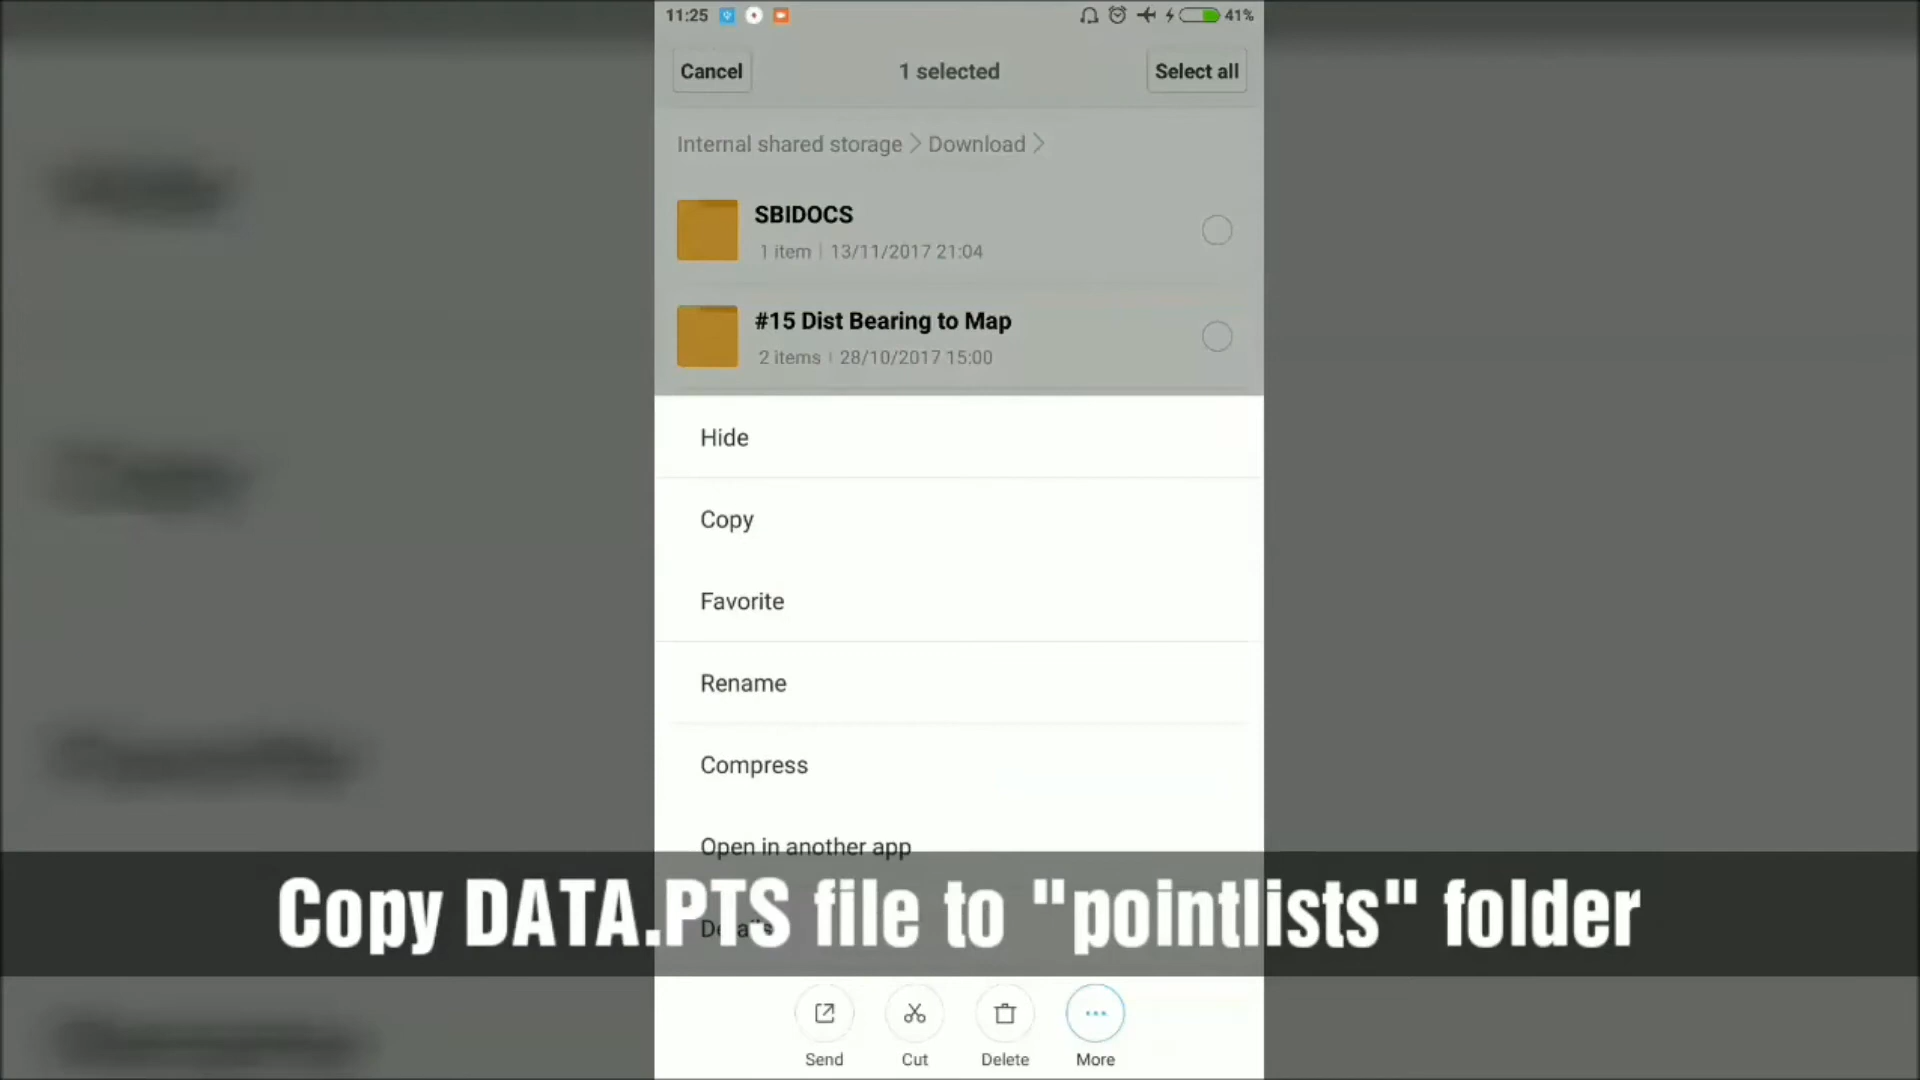 11:25 41%
Cancel 1 selected Select all
Internal shared storage > Download >
SBIDOCS
1 item | 13/11/2017 21:04
#15 Dist Bearing to Map
2 items | 28/10/2017 15:00
Hide
Copy
Favorite
Rename
Compress
Open in another app
Details
Copy DATA.PTS file to "pointlists" folder
Send Cut Delete More